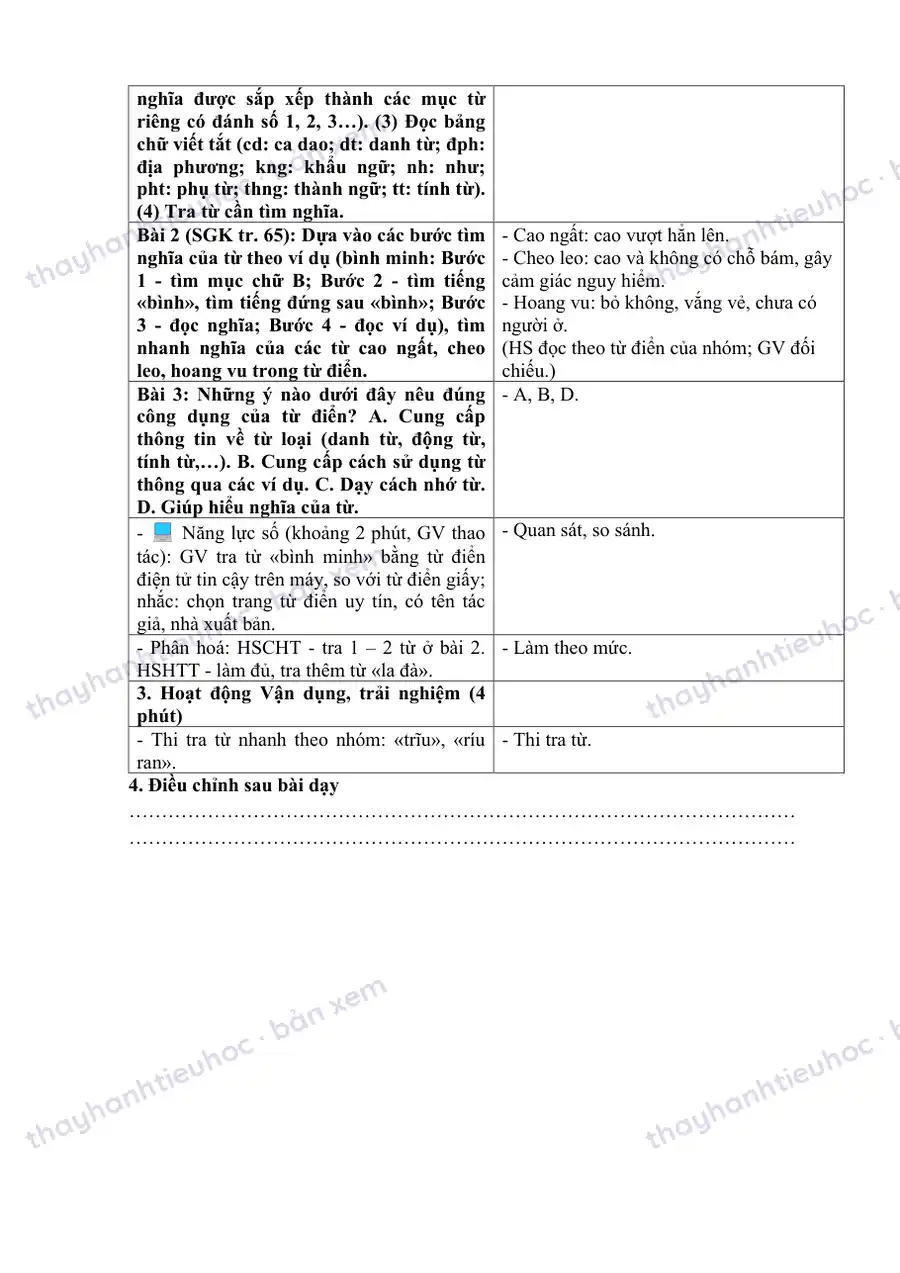 nghĩa được sắp xếp thành các mục từ
riêng có đánh số 1, 2, 3…). (3) Đọc bảng
chữ viết tắt (cd: ca dao; dt: danh từ; đph:
địa phương; kng: khẩu ngữ; nh: như;
pht: phụ từ; thng: thành ngữ; tt: tính từ).
(4) Tra từ cần tìm nghĩa.
Bài 2 (SGK tr. 65): Dựa vào các bước tìm
nghĩa của từ theo ví dụ (bình minh: Bước
1 - tìm mục chữ B; Bước 2 - tìm tiếng
«bình», tìm tiếng đứng sau «bình»; Bước
3 - đọc nghĩa; Bước 4 - đọc ví dụ), tìm
nhanh nghĩa của các từ cao ngất, cheo
leo, hoang vu trong từ điển.
- Cao ngất: cao vượt hẳn lên.
- Cheo leo: cao và không có chỗ bám, gây
cảm giác nguy hiểm.
- Hoang vu: bỏ không, vắng vẻ, chưa có
người ở.
(HS đọc theo từ điển của nhóm; GV đối
chiếu.)
Bài 3: Những ý nào dưới đây nêu đúng
công dụng của từ điển? A. Cung cấp
thông tin về từ loại (danh từ, động từ,
tính từ,…). B. Cung cấp cách sử dụng từ
thông qua các ví dụ. C. Dạy cách nhớ từ.
D. Giúp hiểu nghĩa của từ.
- A, B, D.
- Năng lực số (khoảng 2 phút, GV thao
tác): GV tra từ «bình minh» bằng từ điển
điện tử tin cậy trên máy, so với từ điển giấy;
nhắc: chọn trang từ điển uy tín, có tên tác
giả, nhà xuất bản.
- Quan sát, so sánh.
- Phân hoá: HSCHT - tra 1 – 2 từ ở bài 2.
HSHTT - làm đủ, tra thêm từ «la đà».
- Làm theo mức.
3. Hoạt động Vận dụng, trải nghiệm (4
phút)
- Thi tra từ nhanh theo nhóm: «trĩu», «ríu
ran».
- Thi tra từ.
4. Điều chỉnh sau bài dạy
…………………………………………………………………………………………
…………………………………………………………………………………………
thayhanhtieuhoc · bản xem
thayhanhtieuhoc · b
thayhanhtieuhoc · bản xem
thayhanhtieuhoc · b
thayhanhtieuhoc · bản xem
thayhanhtieuhoc · b